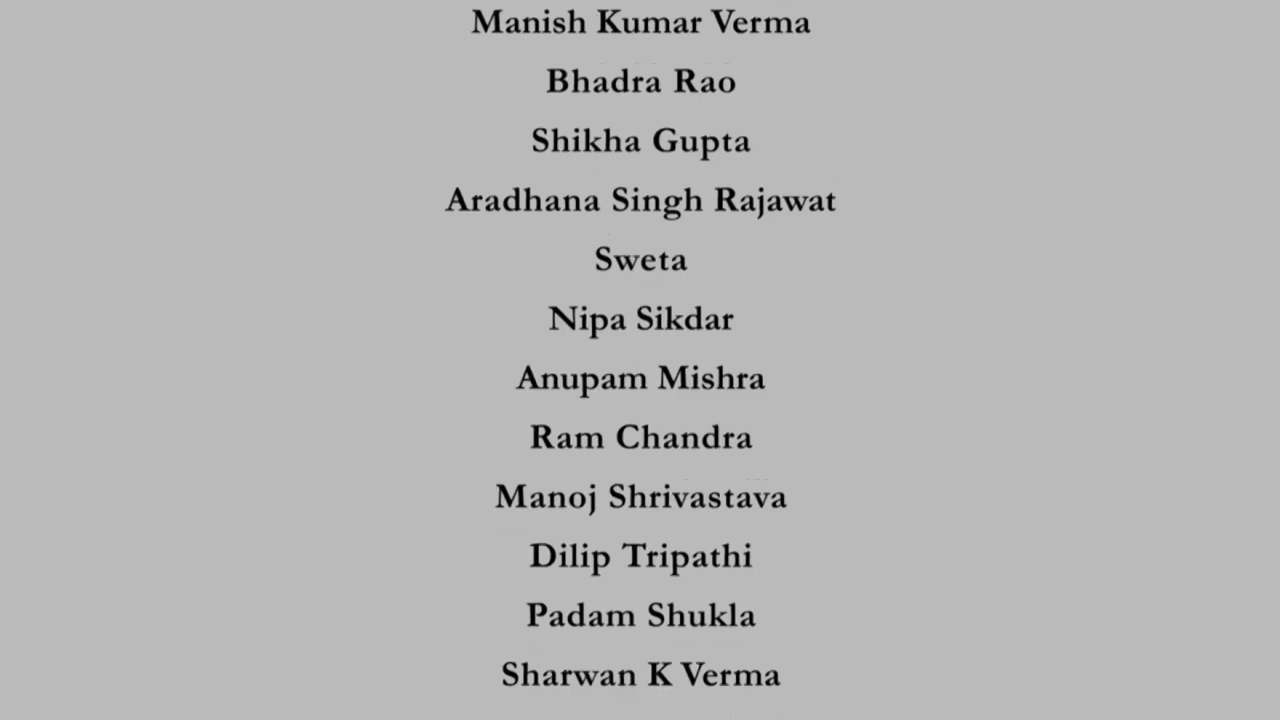 Manish Kumar Verma
Bhadra Rao
Shikha Gupta
Aradhana Singh Rajawat
Sweta
Nipa Sikdar
Anupam Mishra
Ram Chandra
Manoj Shrivastava
Dilip Tripathi
Padam Shukla
Sharwan K Verma